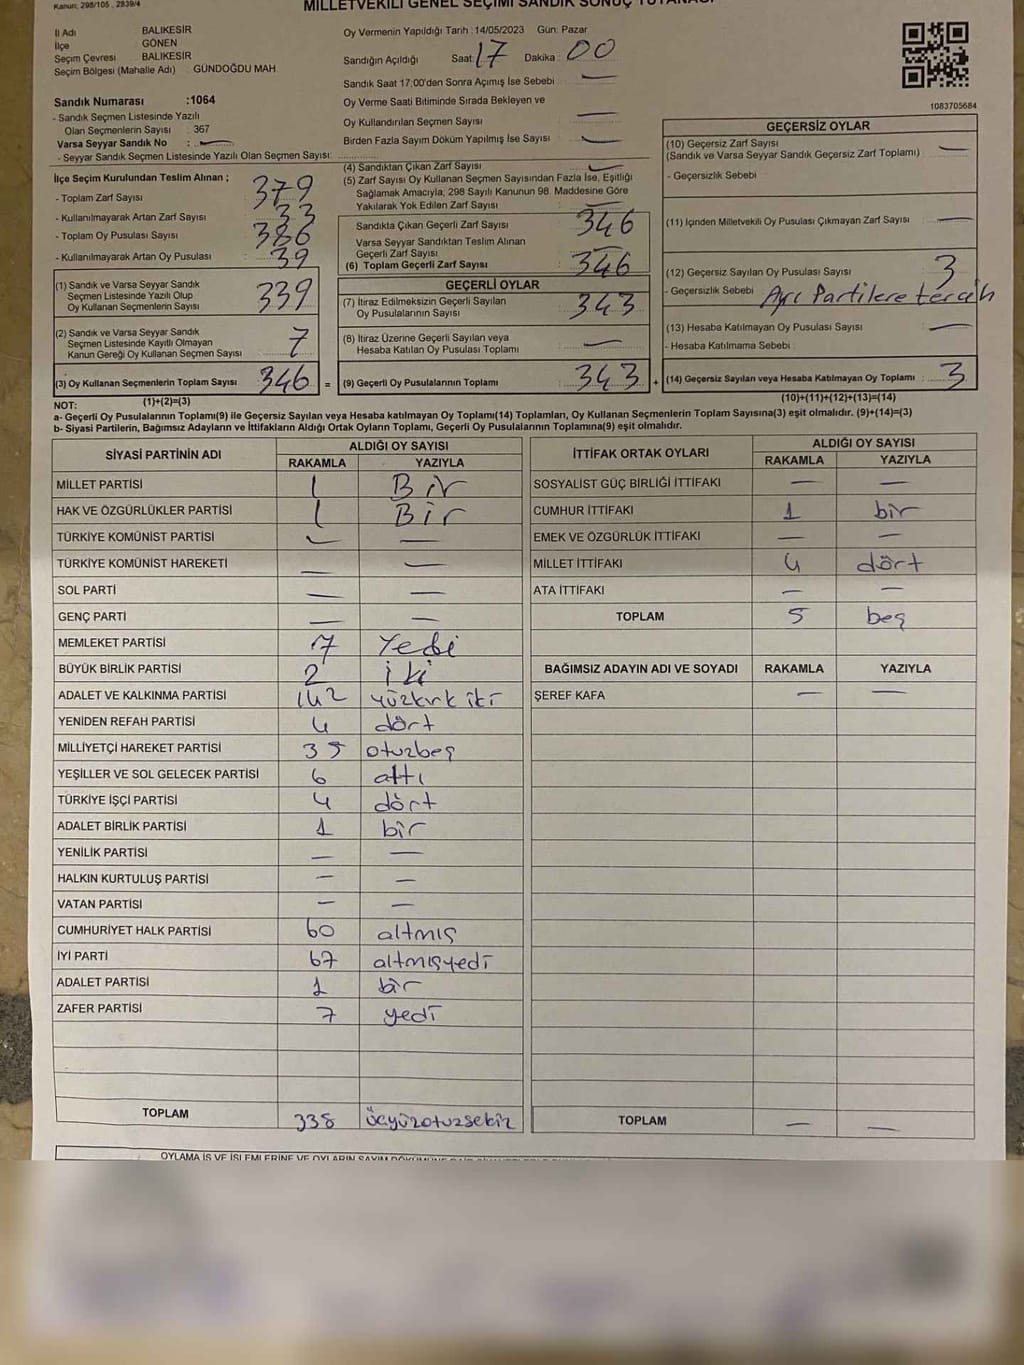 Kanun: 298/105, 2839/4
MİLLETVEKİLİ GENEL SEÇİMİ SANDIK SONUÇ TUTANAĞI
İl Adı BALIKESİR
İlçe GÖNEN
Seçim Çevresi BALIKESİR
Seçim Bölgesi (Mahalle Adı) : GÜNDOĞDU MAH
Sandık Numarası :1064
- Sandık Seçmen Listesinde Yazılı
Olan Seçmenlerin Sayısı : 367
Varsa Seyyar Sandık No : —
- Seyyar Sandık Seçmen Listesinde Yazılı Olan Seçmen Sayısı:
Oy Vermenin Yapıldığı Tarih :14/05/2023 Gün: Pazar
Sandığın Açıldığı Saat: 17 Dakika: 00
Sandık Saat 17:00'den Sonra Açımış İse Sebebi —
Oy Verme Saati Bitiminde Sırada Bekleyen ve
Oy Kullandırılan Seçmen Sayısı —
Birden Fazla Sayım Döküm Yapılmış İse Sayısı —
1083705684
İlçe Seçim Kurulundan Teslim Alınan ;
- Toplam Zarf Sayısı : 379
- Kullanılmayarak Artan Zarf Sayısı : 33
- Toplam Oy Pusulası Sayısı : 386
- Kullanılmayarak Artan Oy Pusulası : 39
(1) Sandık ve Varsa Seyyar Sandık
Seçmen Listesinde Yazılı Olup
Oy Kullanan Seçmenlerin Sayısı : 339
(2) Sandık ve Varsa Seyyar Sandık
Seçmen Listesinde Kayıtlı Olmayan
Kanun Gereği Oy Kullanan Seçmen Sayısı : 7
(3) Oy Kullanan Seçmenlerin Toplam Sayısı : 346
(1)+(2)=(3)
(4) Sandıktan Çıkan Zarf Sayısı —
(5) Zarf Sayısı Oy Kullanan Seçmen Sayısından Fazla İse, Eşitliği
Sağlamak Amacıyla, 298 Sayılı Kanunun 98. Maddesine Göre
Yakılarak Yok Edilen Zarf Sayısı —
Sandıkta Çıkan Geçerli Zarf Sayısı : 346
Varsa Seyyar Sandıktan Teslim Alınan
Geçerli Zarf Sayısı —
(6) Toplam Geçerli Zarf Sayısı : 346
GEÇERLİ OYLAR
(7) İtiraz Edilmeksizin Geçerli Sayılan
Oy Pusulalarının Sayısı : 343
(8) İtiraz Üzerine Geçerli Sayılan veya
Hesaba Katılan Oy Pusulası Toplamı : —
= (9) Geçerli Oy Pusulalarının Toplamı : 343
GEÇERSİZ OYLAR
(10) Geçersiz Zarf Sayısı
(Sandık ve Varsa Seyyar Sandık Geçersiz Zarf Toplamı) —
- Geçersizlik Sebebi
(11) İçinden Milletvekili Oy Pusulası Çıkmayan Zarf Sayısı —
(12) Geçersiz Sayılan Oy Pusulası Sayısı 3
- Geçersizlik Sebebi : Ayrı Partilere tercih
(13) Hesaba Katılmayan Oy Pusulası Sayısı —
- Hesaba Katılmama Sebebi :
+ (14) Geçersiz Sayılan veya Hesaba Katılmayan Oy Toplamı : 3
(10)+(11)+(12)+(13)=(14)
NOT:
a- Geçerli Oy Pusulalarının Toplamı(9) ile Geçersiz Sayılan veya Hesaba katılmayan Oy Toplamı(14) Toplamları, Oy Kullanan Seçmenlerin Toplam Sayısına(3) eşit olmalıdır. (9)+(14)=(3)
b- Siyasi Partilerin, Bağımsız Adayların ve İttifakların Aldığı Ortak Oyların Toplamı, Geçerli Oy Pusulalarının Toplamına(9) eşit olmalıdır.
SİYASİ PARTİNİN ADI ALDIĞI OY SAYISI
RAKAMLA YAZIYLA
MİLLET PARTİSİ 1 Bir
HAK VE ÖZGÜRLÜKLER PARTİSİ 1 Bir
TÜRKİYE KOMÜNİST PARTİSİ — —
TÜRKİYE KOMÜNİST HAREKETİ — —
SOL PARTİ — —
GENÇ PARTİ — —
MEMLEKET PARTİSİ 7 Yedi
BÜYÜK BİRLİK PARTİSİ 2 iki
ADALET VE KALKINMA PARTİSİ 142 yüzkırk iki
YENİDEN REFAH PARTİSİ 4 dört
MİLLİYETÇİ HAREKET PARTİSİ 35 otuzbeş
YEŞİLLER VE SOL GELECEK PARTİSİ 6 altı
TÜRKİYE İŞÇİ PARTİSİ 4 dört
ADALET BİRLİK PARTİSİ 1 bir
YENİLİK PARTİSİ — —
HALKIN KURTULUŞ PARTİSİ — —
VATAN PARTİSİ — —
CUMHURİYET HALK PARTİSİ 60 altmış
İYİ PARTİ 67 altmışyedi
ADALET PARTİSİ 1 bir
ZAFER PARTİSİ 7 yedi
TOPLAM 338 üçyüzotuzsekiz
İTTİFAK ORTAK OYLARI ALDIĞI OY SAYISI
RAKAMLA YAZIYLA
SOSYALİST GÜÇ BİRLİĞİ İTTİFAKI — —
CUMHUR İTTİFAKI 1 bir
EMEK VE ÖZGÜRLÜK İTTİFAKI — —
MİLLET İTTİFAKI 4 dört
ATA İTTİFAKI — —
TOPLAM 5 beş
BAĞIMSIZ ADAYIN ADI VE SOYADI RAKAMLA YAZIYLA
ŞEREF KAFA — —
TOPLAM — —